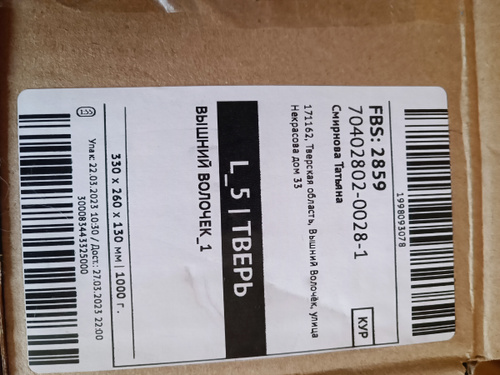 1998093078
FBS: 2859
70402802-0028-1
Смирнова Татьяна
КУР
171162, Тверская область, Вышний Волочёк, улица
Некрасова дом 33
L_5 | ТВЕРЬ
ВЫШНИЙ ВОЛОЧЕК_1
330 x 260 x 130 мм | 1000 г.
Упак: 22.03.2023 10:30 / Дост: 27.03.2023 22:00
3000834433250000